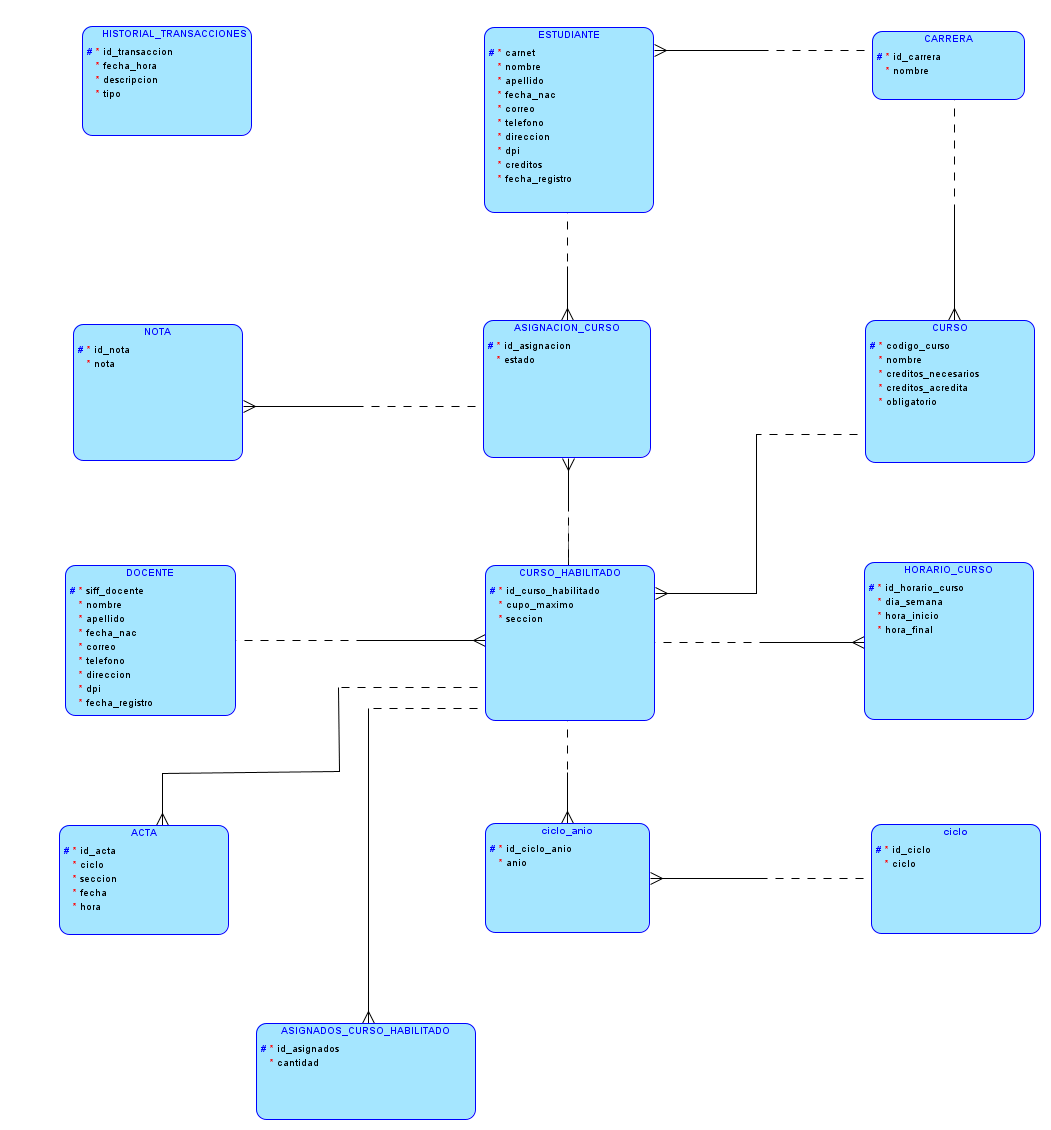 HISTORIAL_TRANSACCIONES
# * id_transaccion
* fecha_hora
* descripcion
* tipo
ESTUDIANTE
# * carnet
* nombre
* apellido
* fecha_nac
* correo
* telefono
* direccion
* dpi
* creditos
* fecha_registro
CARRERA
# * id_carrera
* nombre
NOTA
# * id_nota
* nota
ASIGNACION_CURSO
# * id_asignacion
* estado
CURSO
# * codigo_curso
* nombre
* creditos_necesarios
* creditos_acredita
* obligatorio
DOCENTE
# * siff_docente
* nombre
* apellido
* fecha_nac
* correo
* telefono
* direccion
* dpi
* fecha_registro
CURSO_HABILITADO
# * id_curso_habilitado
* cupo_maximo
* seccion
HORARIO_CURSO
# * id_horario_curso
* dia_semana
* hora_inicio
* hora_final
ACTA
# * id_acta
* ciclo
* seccion
* fecha
* hora
ciclo_anio
# * id_ciclo_anio
* anio
ciclo
# * id_ciclo
* ciclo
ASIGNADOS_CURSO_HABILITADO
# * id_asignados
* cantidad